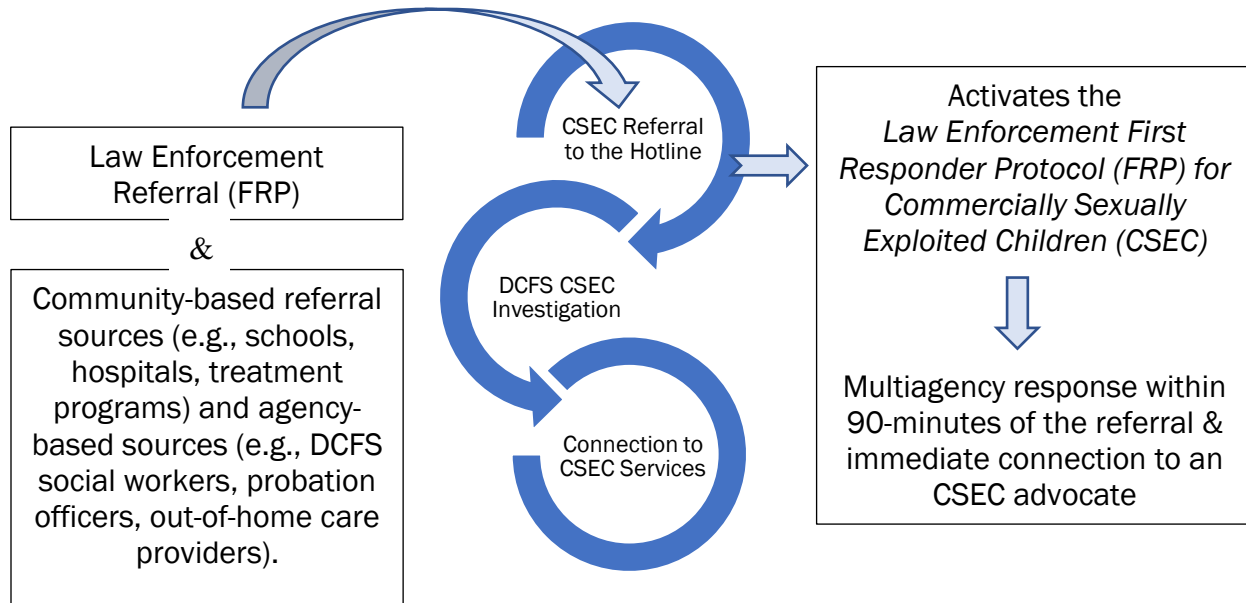 Law Enforcement
Referral (FRP)
&
Community-based referral
sources (e.g., schools,
hospitals, treatment
programs) and agency-
based sources (e.g., DCFS
social workers, probation
officers, out-of-home care
providers).
CSEC Referral
to the Hotline
DCFS CSEC
Investigation
Connection to
CSEC Services
Activates the
Law Enforcement First
Responder Protocol (FRP) for
Commercially Sexually
Exploited Children (CSEC)
Multiagency response within
90-minutes of the referral &
immediate connection to an
CSEC advocate